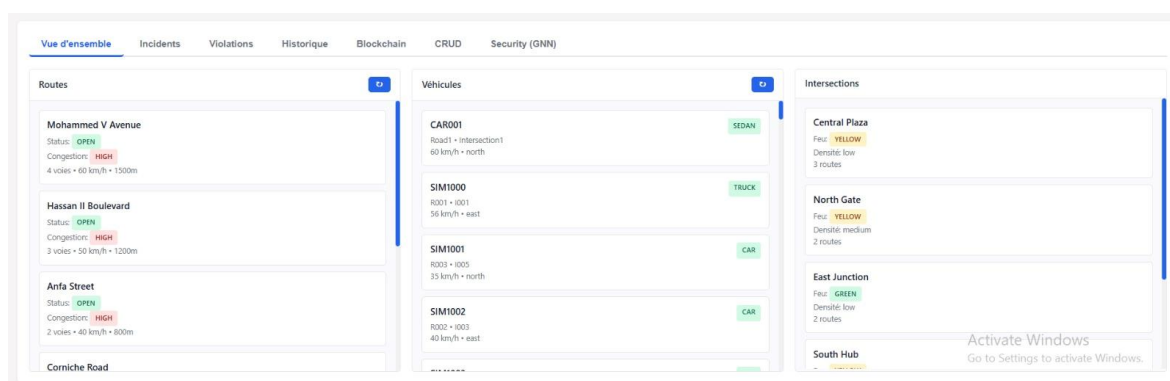 Vue d'ensemble Incidents Violations Historique Blockchain CRUD Security (GNN)
Routes
Mohammed V Avenue
Status: OPEN
Congestion: HIGH
4 voies • 60 km/h • 1500m
Hassan II Boulevard
Status: OPEN
Congestion: HIGH
3 voies • 50 km/h • 1200m
Anfa Street
Status: OPEN
Congestion: HIGH
2 voies • 40 km/h • 800m
Corniche Road
Véhicules
CAR001 SEDAN
Road1 • Intersection1
60 km/h • north
SIM1000 TRUCK
R001 • I001
56 km/h • east
SIM1001 CAR
R003 • I005
35 km/h • north
SIM1002 CAR
R002 • I003
40 km/h • east
Intersections
Central Plaza
Feu: YELLOW
Densité: low
3 routes
North Gate
Feu: YELLOW
Densité: medium
2 routes
East Junction
Feu: GREEN
Densité: low
2 routes
South Hub
Activate Windows
Go to Settings to activate Windows.